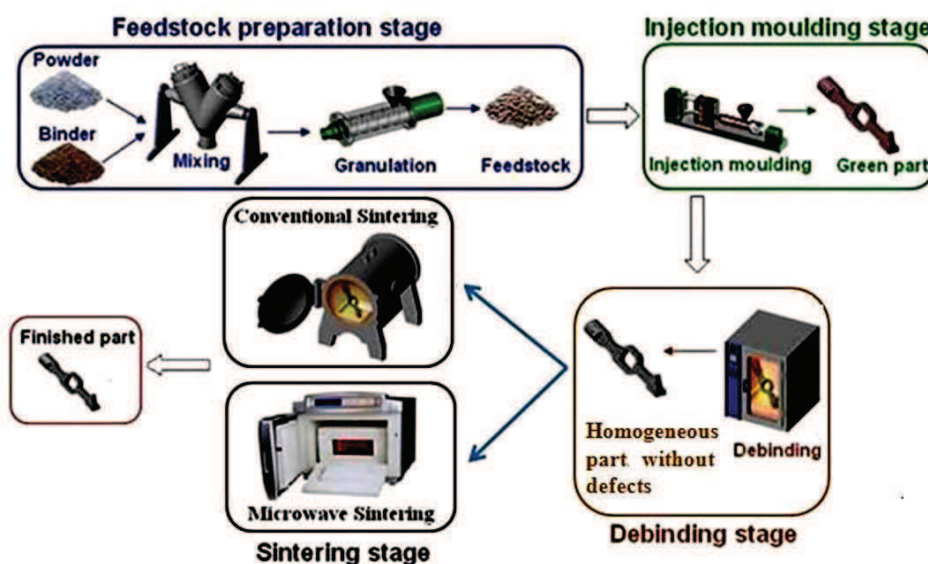 Feedstock preparation stage
Powder
Binder
Mixing
Granulation
Feedstock
Injection moulding stage
Injection moulding
Green part
Conventional Sintering
Microwave Sintering
Sintering stage
Finished part
Homogeneous
part without
defects
Debinding
Debinding stage